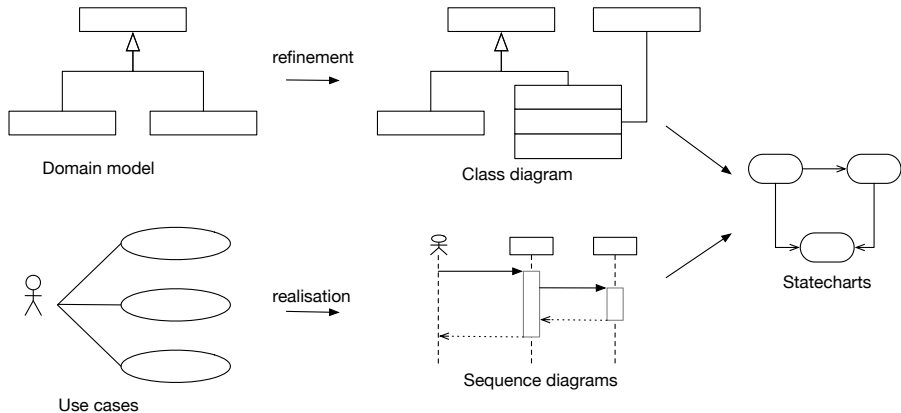 refinement
Domain model
Class diagram
Statecharts
realisation
Sequence diagrams
Use cases